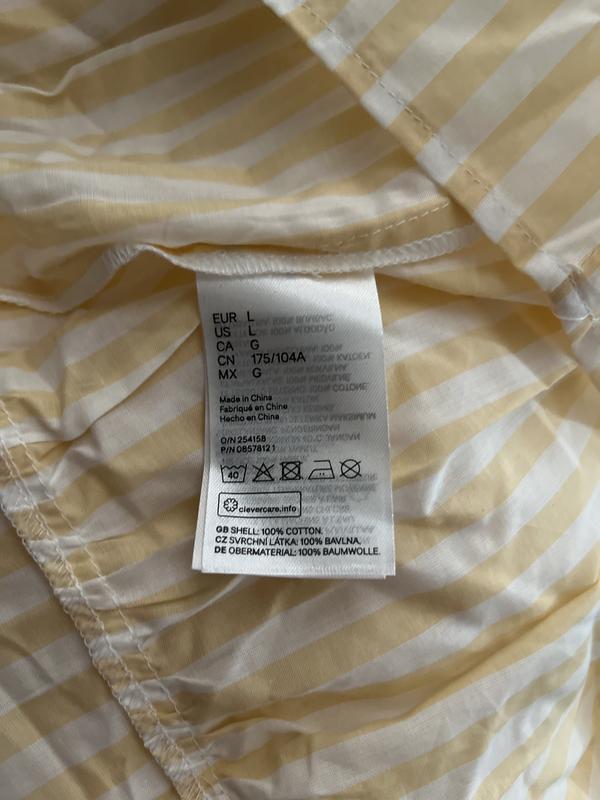 EUR L
US L
CA G
CN 175/104A
MX G
Made in China
Fabriqué en Chine
Hecho en China
O/N 254158
P/N 08578121
40
clevercare.info
GB SHELL: 100% COTTON.
CZ SVRCHNÍ LÁTKA: 100% BAVLNA.
DE OBERMATERIAL: 100% BAUMWOLLE.